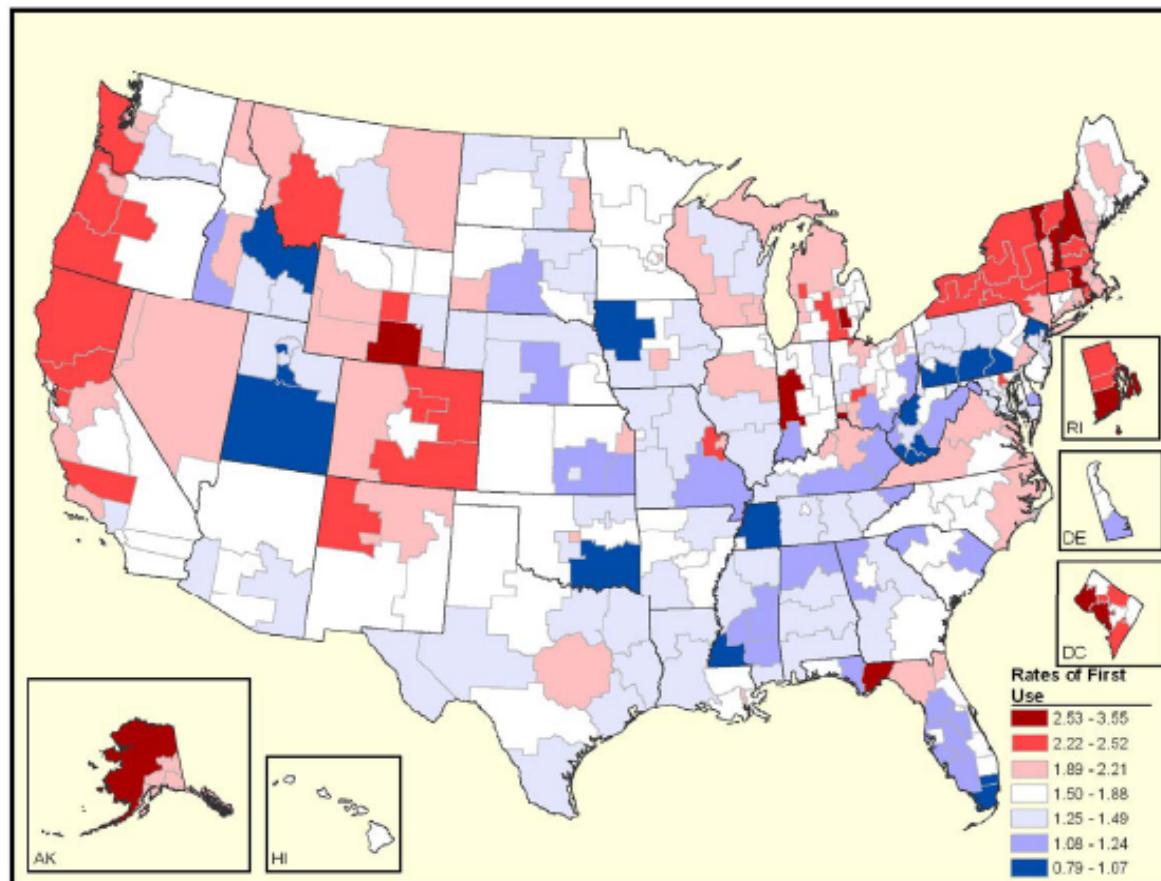 RI
DE
DC
Rates of First
Use
2.53 - 3.55
2.22 - 2.52
1.89 - 2.21
1.50 - 1.88
1.25 - 1.49
1.08 - 1.24
0.79 - 1.07
AK
HI